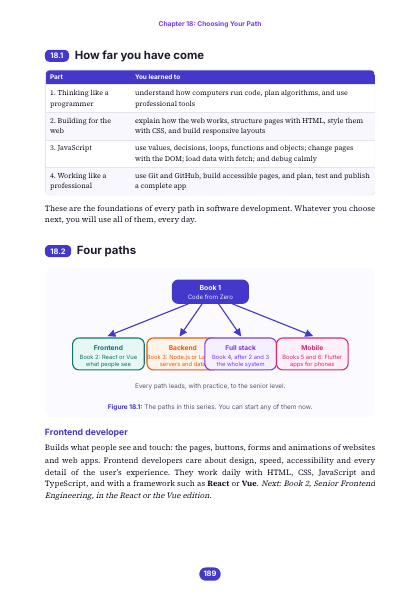 Chapter 18: Choosing Your Path
18.1 How far you have come
Part You learned to
1. Thinking like a programmer understand how computers run code, plan algorithms, and use professional tools
2. Building for the web explain how the web works, structure pages with HTML, style them with CSS, and build responsive layouts
3. JavaScript use values, decisions, loops, functions and objects; change pages with the DOM; load data with fetch; and debug calmly
4. Working like a professional use Git and GitHub, build accessible pages, and plan, test and publish a complete app
These are the foundations of every path in software development. Whatever you choose
next, you will use all of them, every day.
18.2 Four paths
Book 1
Code from Zero
Frontend
Book 2: React or Vue
what people see
Backend
Book 3: Node.js or La
servers and data
Full stack
Book 4, after 2 and 3
the whole system
Mobile
Books 5 and 6: Flutter
apps for phones
Every path leads, with practice, to the senior level.
Figure 18.1: The paths in this series. You can start any of them now.
Frontend developer
Builds what people see and touch: the pages, buttons, forms and animations of websites
and web apps. Frontend developers care about design, speed, accessibility and every
detail of the user's experience. They work daily with HTML, CSS, JavaScript and
TypeScript, and with a framework such as React or Vue. Next: Book 2, Senior Frontend
Engineering, in the React or the Vue edition.
189